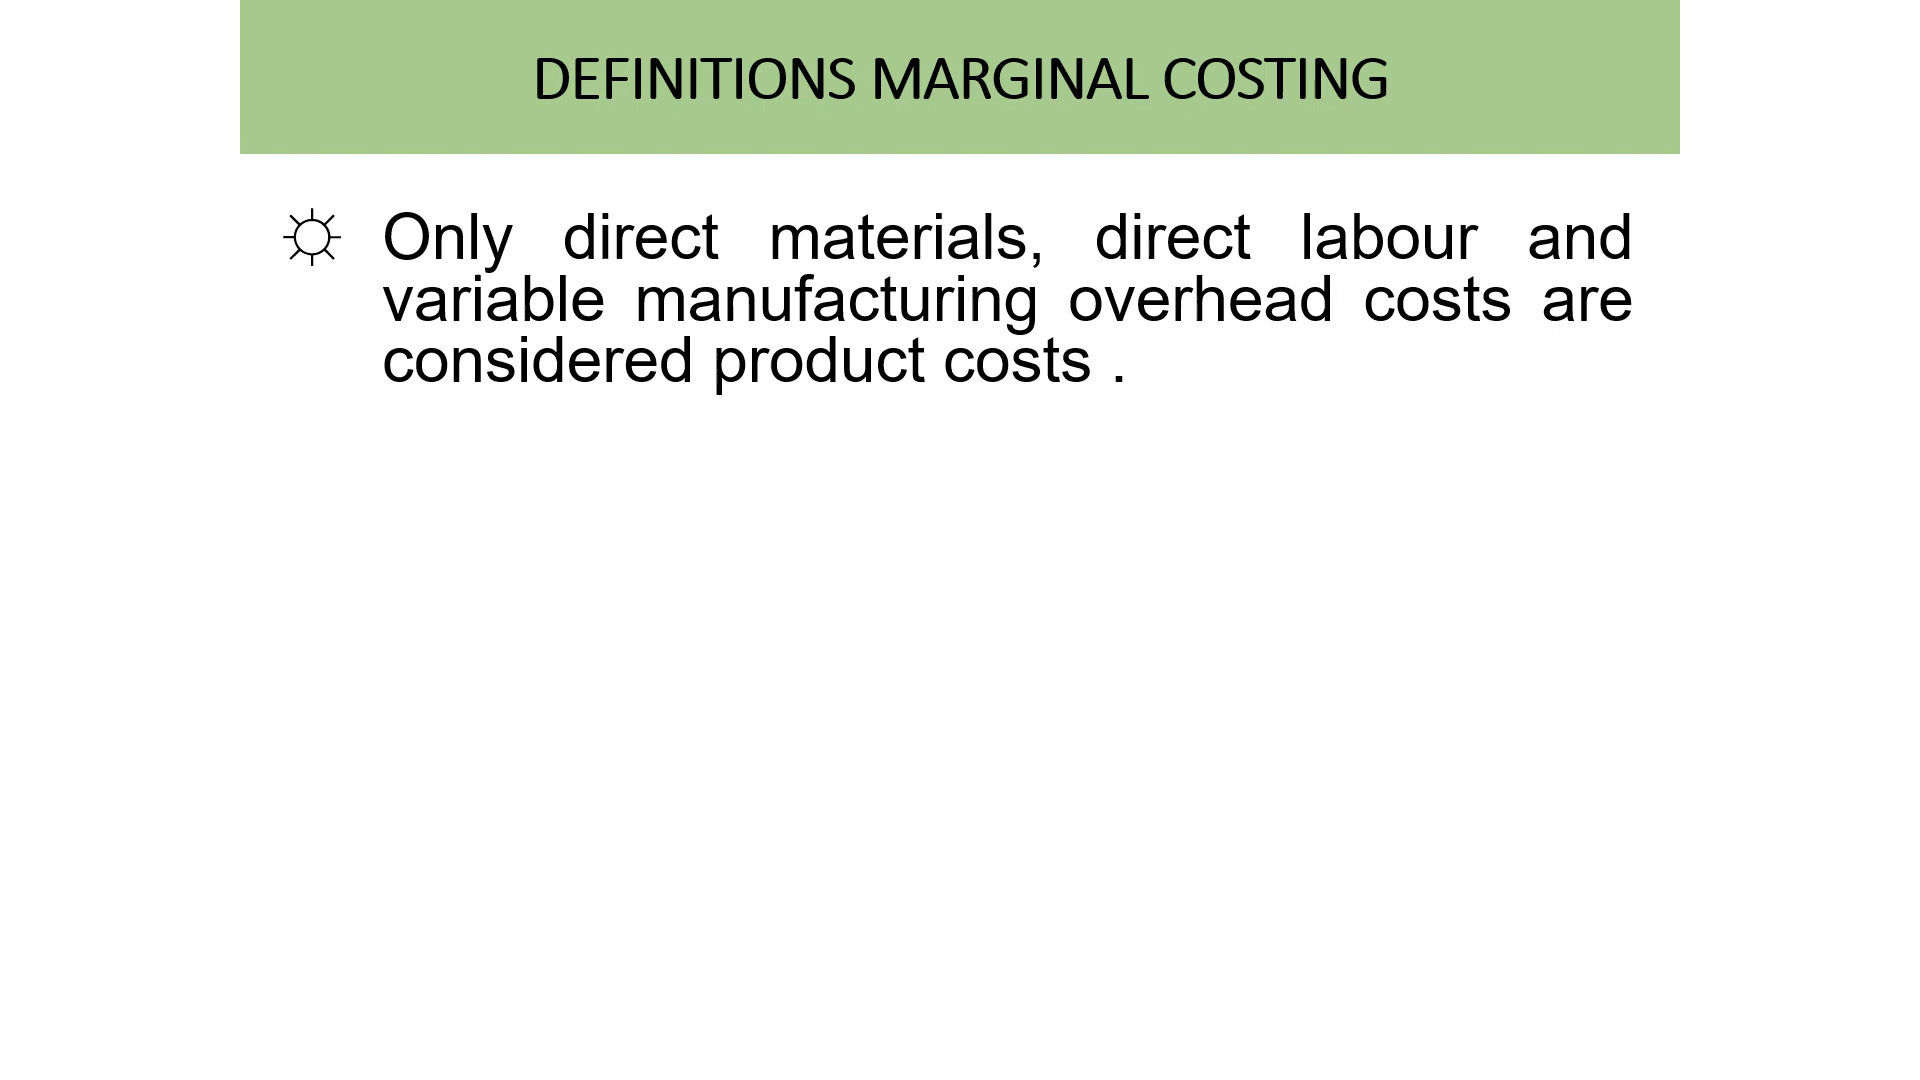 DEFINITIONS MARGINAL COSTING
☼ Only direct materials, direct labour and
variable manufacturing overhead costs are
considered product costs .